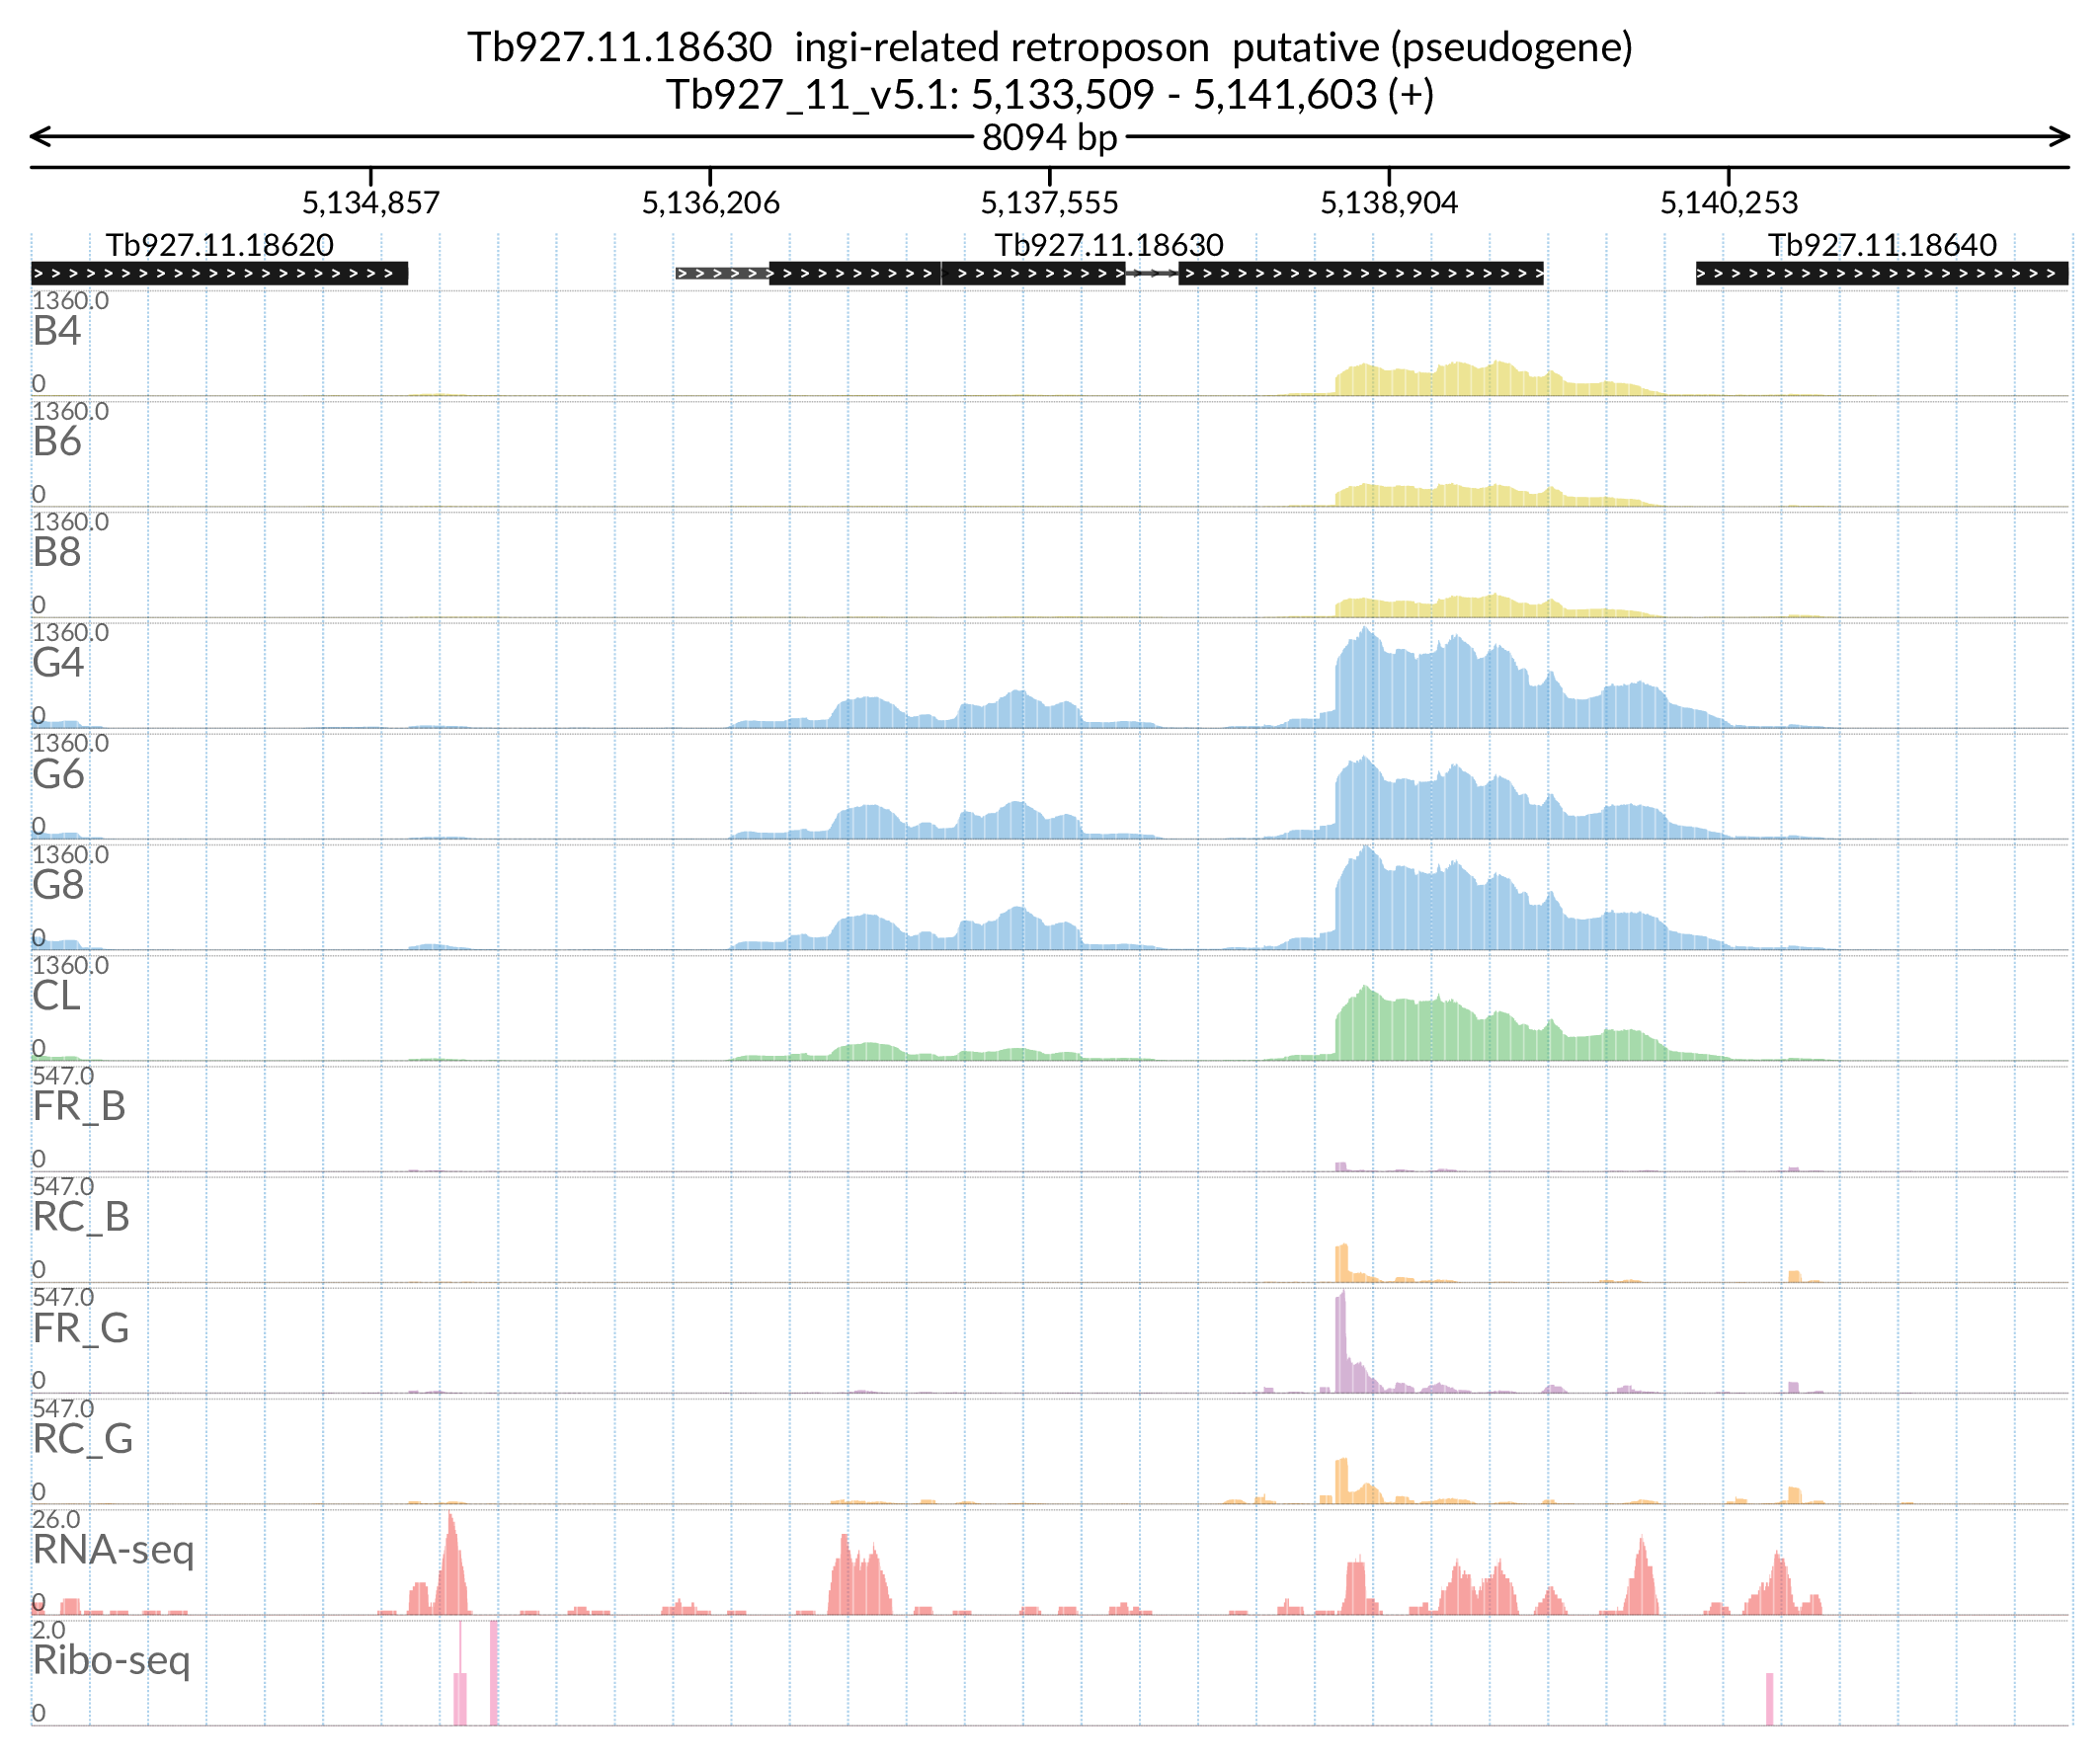 Tb927.11.18630 ingi-related retroposon putative (pseudogene)
Tb927_11_v5.1: 5,133,509 - 5,141,603 (+)
8094 bp
5,134,857 5,136,206 5,137,555 5,138,904 5,140,253
Tb927.11.18620 Tb927.11.18630 Tb927.11.18640
1360.0
B4
0
1360.0
B6
0
1360.0
B8
0
1360.0
G4
0
1360.0
G6
0
1360.0
G8
0
1360.0
CL
0
547.0
FR_B
0
547.0
RC_B
0
547.0
FR_G
0
547.0
RC_G
0
26.0
RNA-seq
0
2.0
Ribo-seq
0